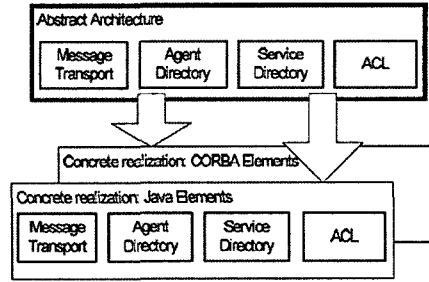 Abstract Architecture
Message
Transport
Agent
Directory
Service
Directory
ACL
Concrete realization: CORBA Elements
Concrete realization: Java Elements
Message
Transport
Agent
Directory
Service
Directory
ACL